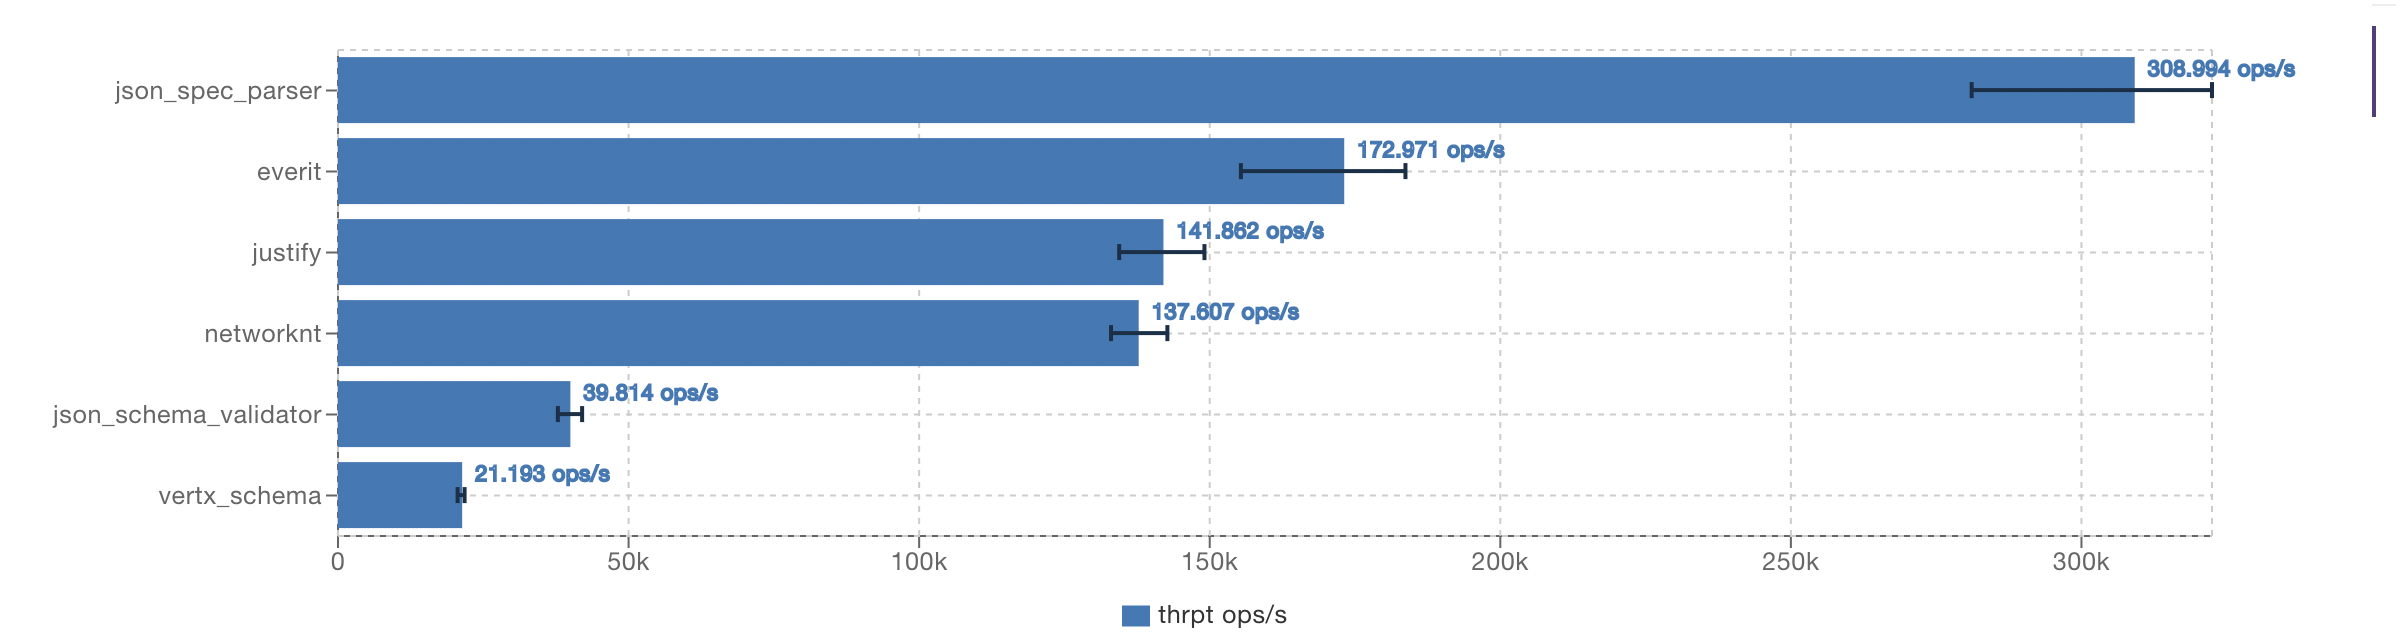 json_spec_parser
308.994 ops/s
everit
172.971 ops/s
justify
141.862 ops/s
networknt
137.607 ops/s
json_schema_validator
39.814 ops/s
vertx_schema
21.193 ops/s
0 50k 100k 150k 200k 250k 300k
thrpt ops/s